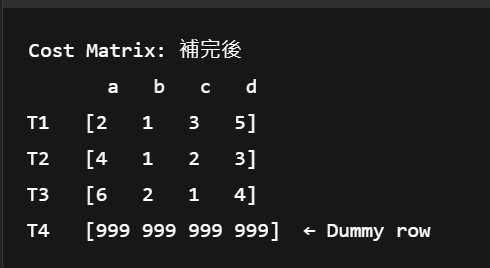 Cost Matrix: 補完後
a b c d
T1 [2 1 3 5]
T2 [4 1 2 3]
T3 [6 2 1 4]
T4 [999 999 999 999] ← Dummy row